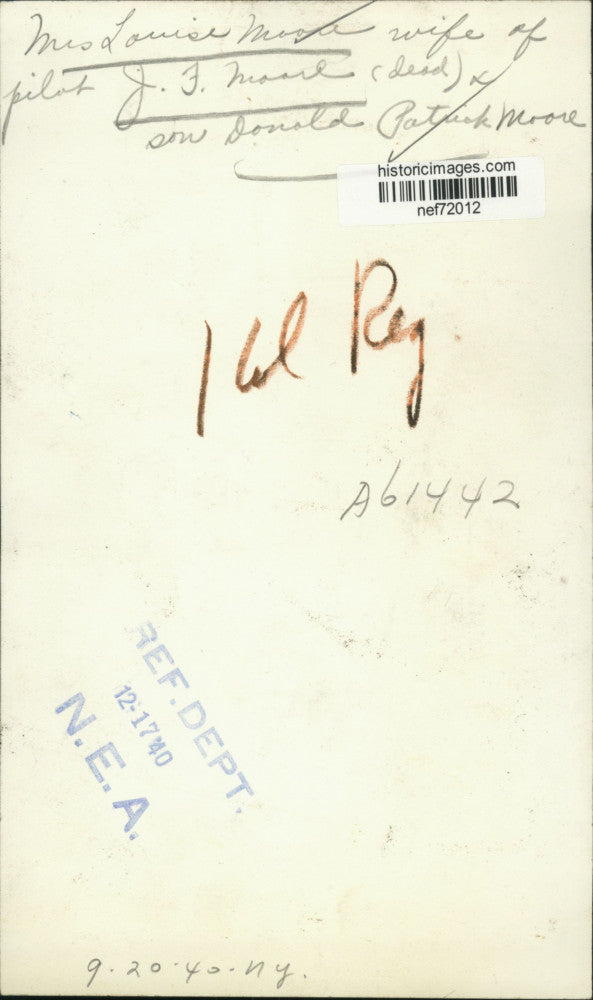 Mrs Louise Moore wife of
pilot J. F. Moore (dead) &
son Donald Patrick Moore
historicimages.com
nef72012
1 Col Reg.
A61442
REF. DEPT.
12-17'40
N. E. A.
9-20-40-NY.